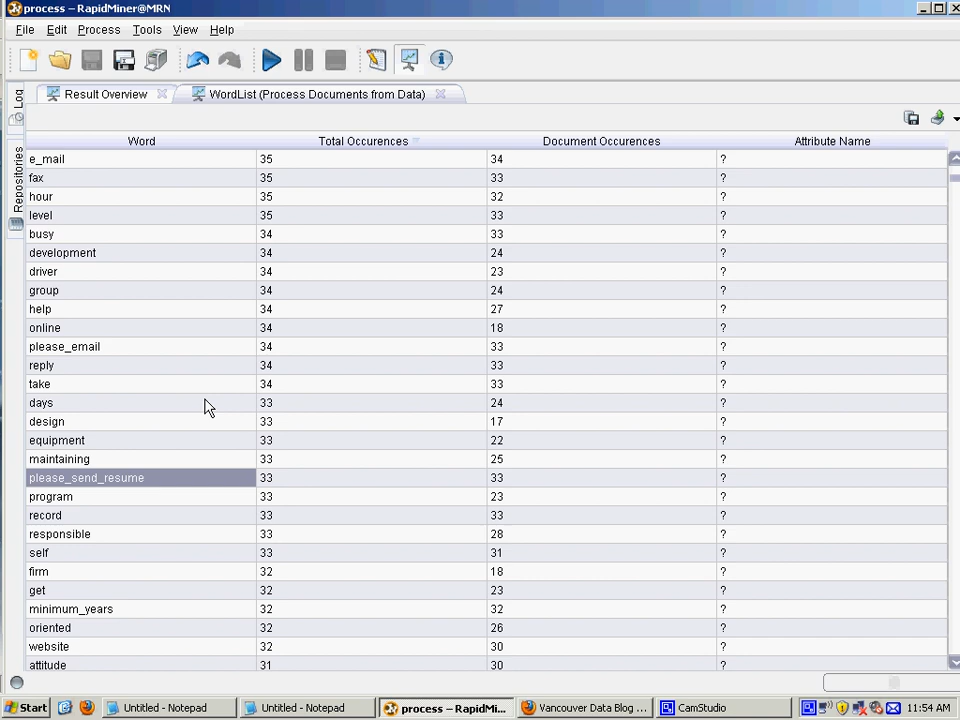 process – RapidMiner@MRN
File Edit Process Tools View Help
Result Overview WordList (Process Documents from Data)
Log
Repositories
Word Total Occurences Document Occurences Attribute Name
e_mail 35 34 ?
fax 35 33 ?
hour 35 32 ?
level 35 33 ?
busy 34 33 ?
development 34 24 ?
driver 34 23 ?
group 34 24 ?
help 34 27 ?
online 34 18 ?
please_email 34 33 ?
reply 34 33 ?
take 34 33 ?
days 33 24 ?
design 33 17 ?
equipment 33 22 ?
maintaining 33 25 ?
please_send_resume 33 33 ?
program 33 23 ?
record 33 33 ?
responsible 33 28 ?
self 33 31 ?
firm 32 18 ?
get 32 23 ?
minimum_years 32 32 ?
oriented 32 26 ?
website 32 30 ?
attitude 31 30 ?
Start Untitled - Notepad Untitled - Notepad process – RapidMi... Vancouver Data Blog ... CamStudio 11:54 AM